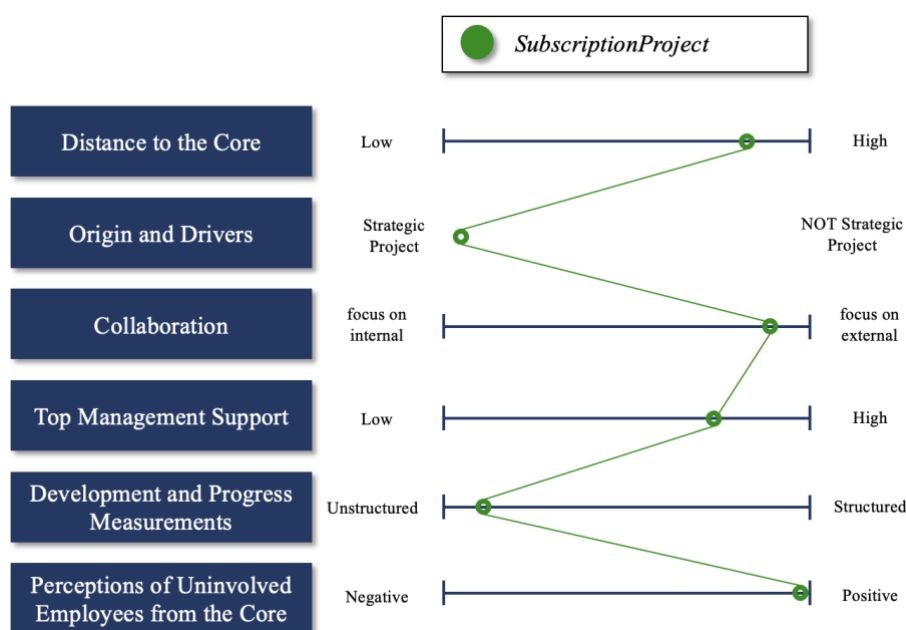 SubscriptionProject
Distance to the Core
Low
High
Origin and Drivers
Strategic
Project
NOT Strategic
Project
Collaboration
focus on
internal
focus on
external
Top Management Support
Low
High
Development and Progress
Measurements
Unstructured
Structured
Perceptions of Uninvolved
Employees from the Core
Negative
Positive